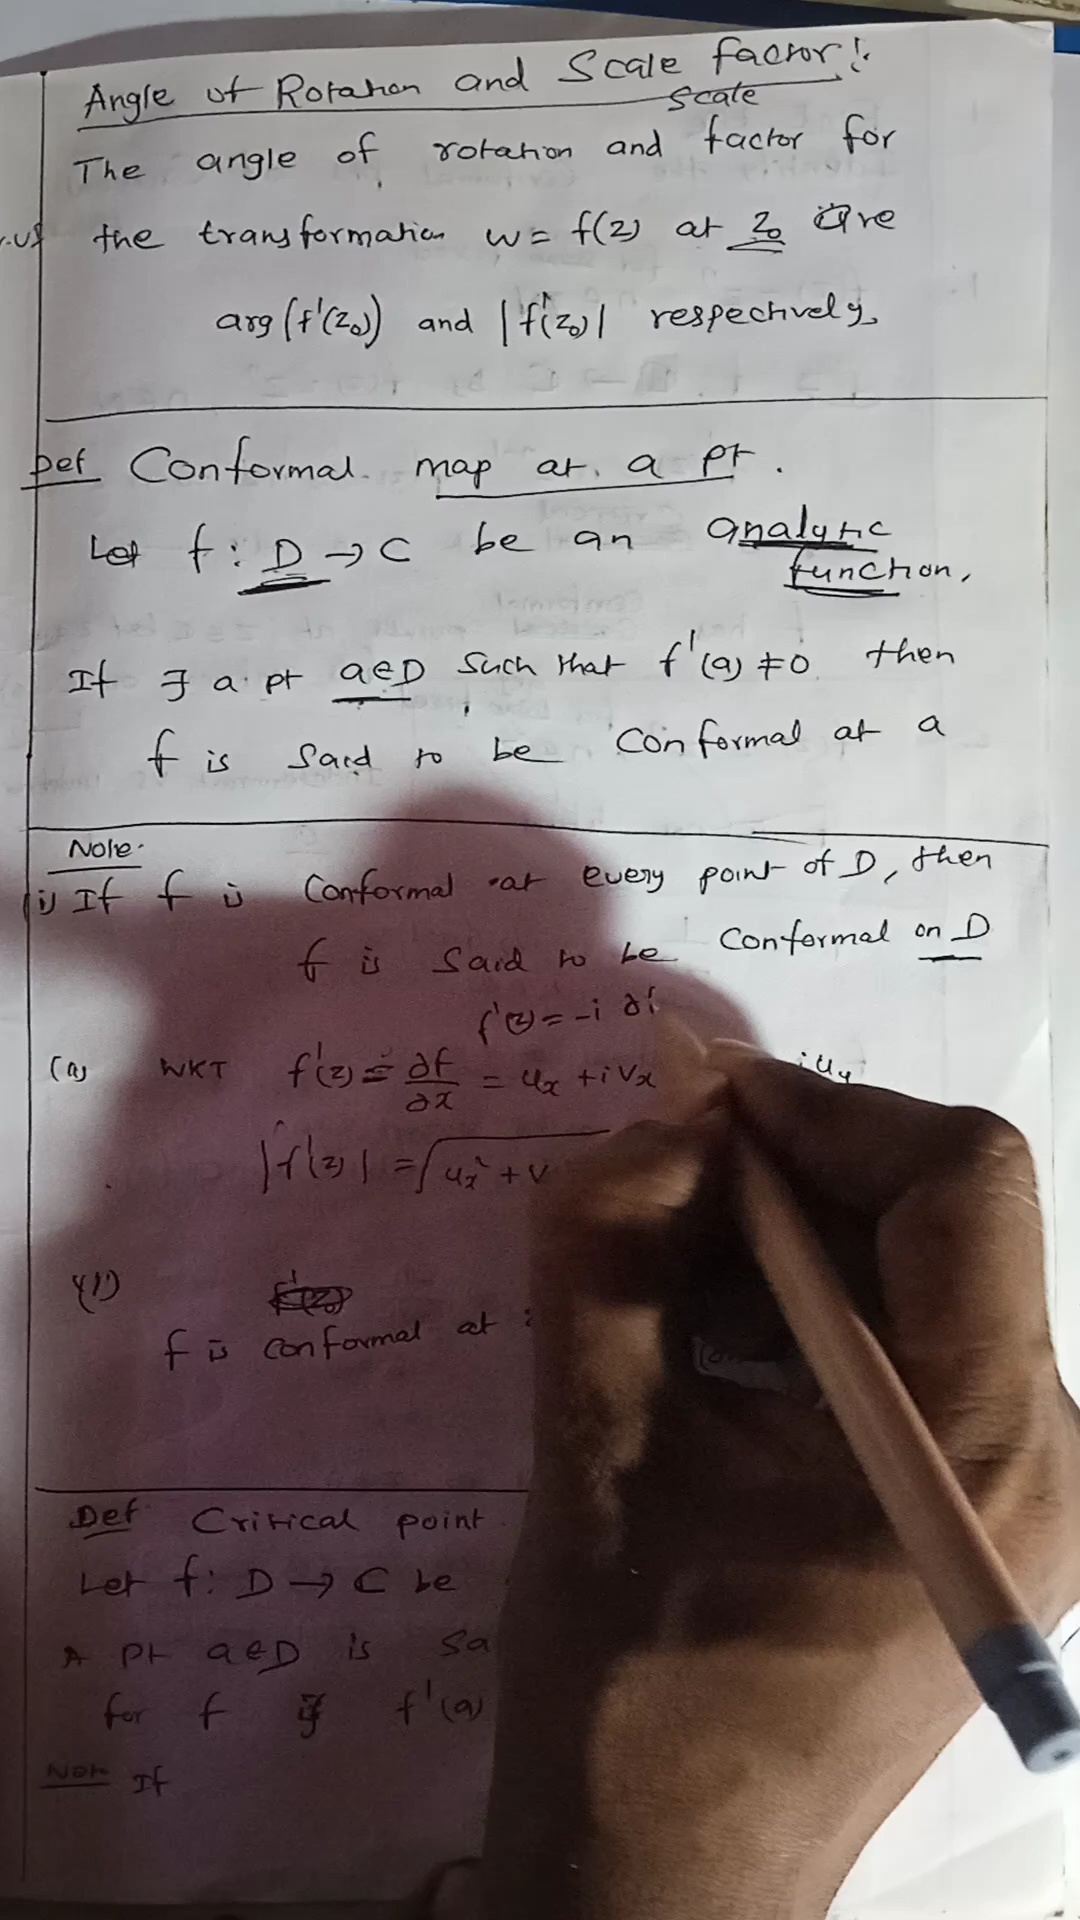 Angle of Rotation and Scale factor:
scale
The angle of rotation and factor for
the transformation w = f(z) at z₀ are
arg(f'(z₀)) and |f'(z₀)| respectively.
Def Conformal map at a pt.
Let f : D → C be an analytic
function,
If ∃ a pt a∈D such that f'(a) ≠ 0 then
f is said to be conformal at a
Note.
i) If f is conformal at every point of D, then
f is said to be conformal on D
f'(z) = -i ∂f
(a) WKT f'(z) = ∂f/∂x = uₓ + i vₓ i u_y
|f'(z)| = √uₓ² + v
f is conformal at
Def Critical point
Let f: D → C be
A pt a∈D is sa
for f if f'(a)
Note If